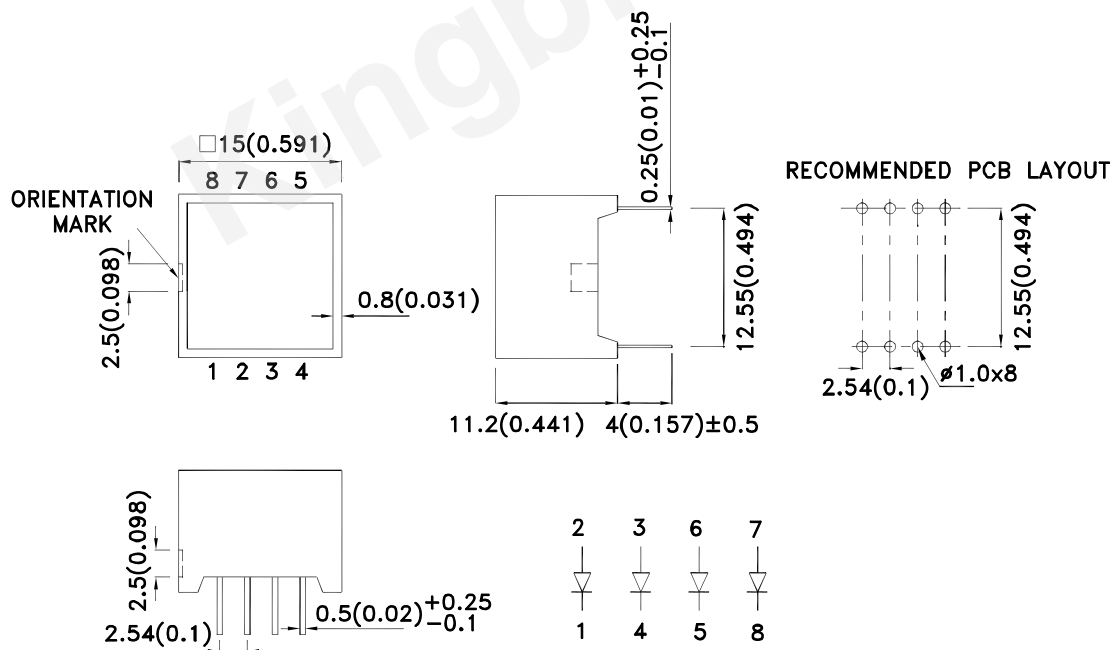 Kingb
□15(0.591)
8 7 6 5
ORIENTATION
MARK
2.5(0.098)
0.8(0.031)
1 2 3 4
0.25(0.01)+0.25
-0.1
12.55(0.494)
11.2(0.441) 4(0.157)±0.5
RECOMMENDED PCB LAYOUT
12.55(0.494)
2.54(0.1)
ø1.0x8
2.5(0.098)
2.54(0.1)
0.5(0.02)+0.25
-0.1
2 3 6 7
1 4 5 8